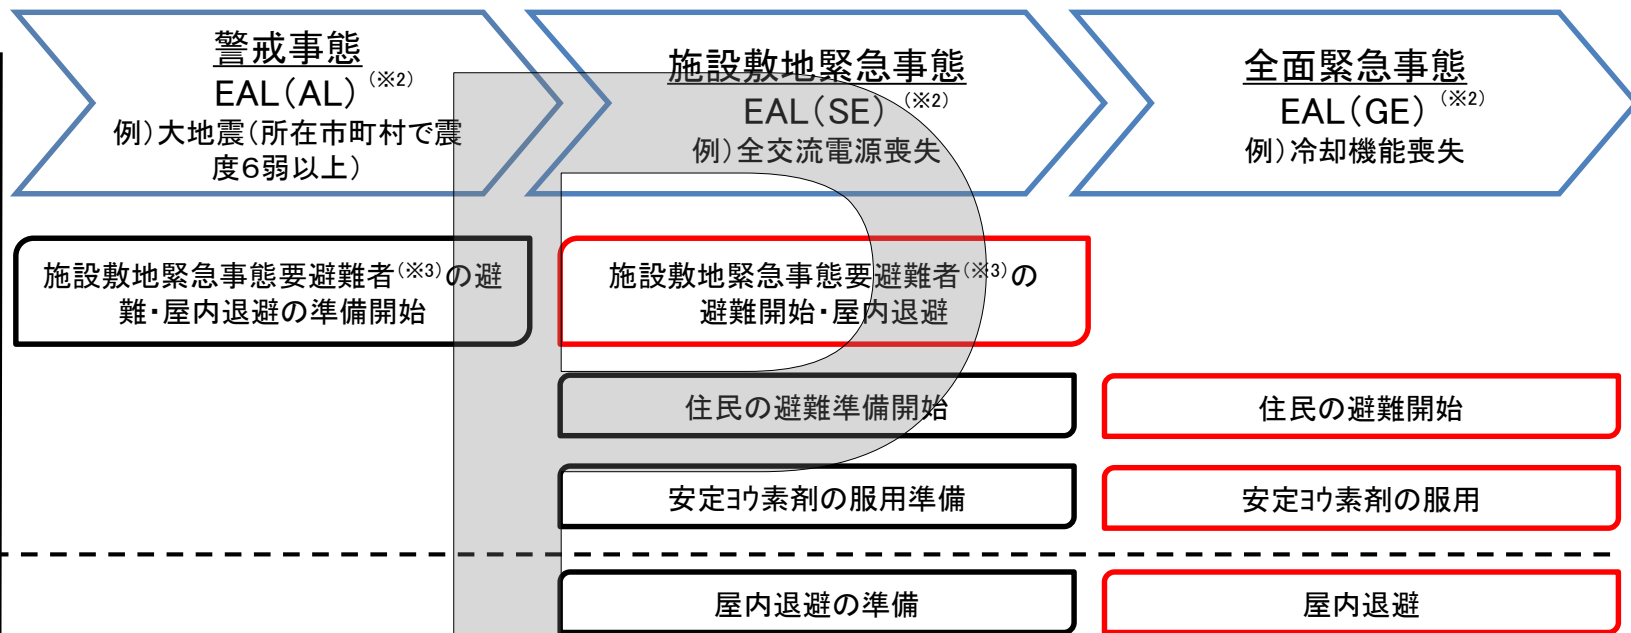 警戒事態
EAL(AL)(※2)
例)大地震(所在市町村で震
度6弱以上)
施設敷地緊急事態
EAL(SE)(※2)
例)全交流電源喪失
全面緊急事態
EAL(GE)(※2)
例)冷却機能喪失
施設敷地緊急事態要避難者(※3)の避
難・屋内退避の準備開始
施設敷地緊急事態要避難者(※3)の
避難開始・屋内退避
住民の避難準備開始
住民の避難開始
安定ヨウ素剤の服用準備
安定ヨウ素剤の服用
屋内退避の準備
屋内退避